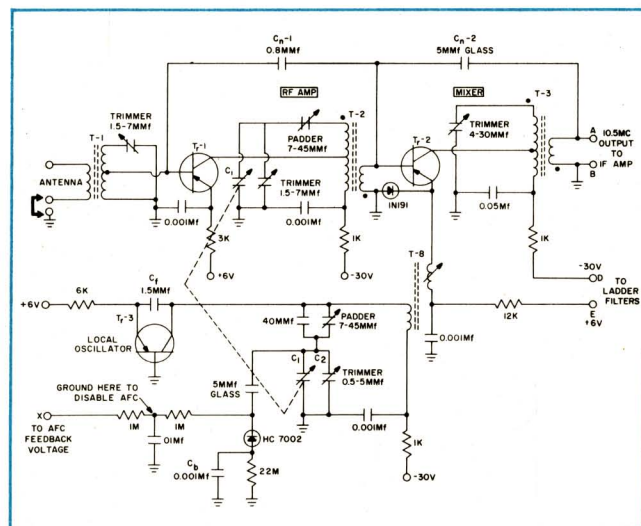 Cn-1
0.8MMf
Cn-2
5MMf GLASS
RF AMP
MIXER
TRIMMER
1.5-7MMf
T-1
Tr-1
PADDER
7-45MMf
T-2
Tr-2
TRIMMER
4-30MMf
T-3
A
10.5MC
OUTPUT
TO
IF AMP
B
ANTENNA
C1
TRIMMER
1.5-7MMf
IN191
0.001Mf
0.001Mf
0.05Mf
3K
1K
1K
+6V
-30V
T-8
-30V
D
TO
LADDER
FILTERS
E
+6V
12K
0.001Mf
+6V
6K
Cf
1.5MMf
Tr-3
LOCAL
OSCILLATOR
40MMf
PADDER
7-45MMf
C1
C2
TRIMMER
0.5-5MMf
5MMf
GLASS
GROUND HERE TO
DISABLE AFC
X
TO AFC
FEEDBACK
VOLTAGE
1M
1M
.01Mf
HC 7002
Cb
0.001Mf
22M
0.001Mf
1K
-30V